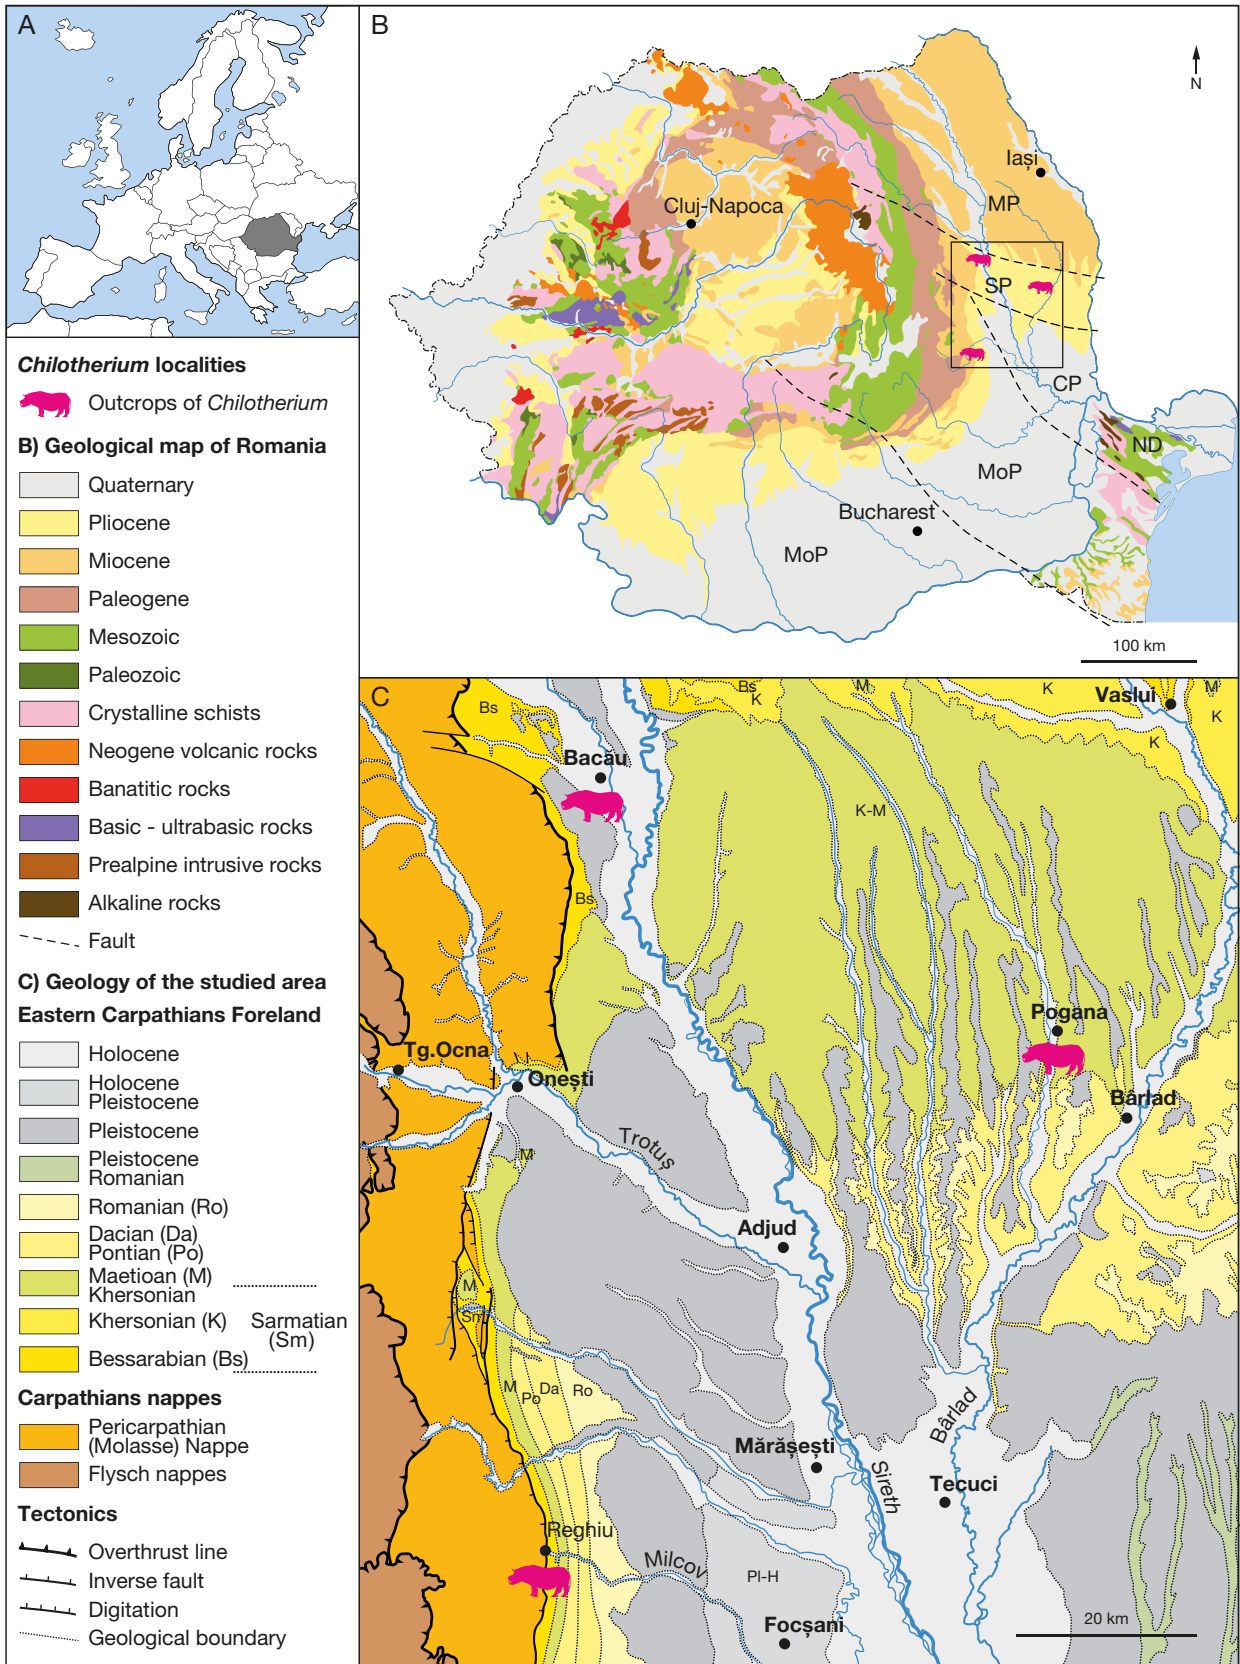 A
Chilotherium localities
Outcrops of Chilotherium
B) Geological map of Romania
Quaternary
Pliocene
Miocene
Paleogene
Mesozoic
Paleozoic
Crystalline schists
Neogene volcanic rocks
Banatitic rocks
Basic - ultrabasic rocks
Prealpine intrusive rocks
Alkaline rocks
Fault
C) Geology of the studied area
Eastern Carpathians Foreland
Holocene
Holocene
Pleistocene
Pleistocene
Pleistocene
Romanian
Romanian (Ro)
Dacian (Da)
Pontian (Po)
Maetioan (M)
Khersonian
Khersonian (K)
Sarmatian
(Sm)
Bessarabian (Bs)
Carpathians nappes
Pericarpathian
(Molasse) Nappe
Flysch nappes
Tectonics
Overthrust line
Inverse fault
Digitation
Geological boundary
B
N
Iași
Cluj-Napoca
MP
SP
CP
ND
MoP
Bucharest
MoP
100 km
C
Bs
Bs
K
M
K
Vaslui
M
K
K
Bacău
K-M
Bs
Pogana
Tg.Ocna
Onești
Bârlad
Trotuș
M
Adjud
M
Sm
M
Po
Da
Ro
Bârlad
Mărășești
Sireth
Tecuci
Reghiu
Milcov
Pl-H
Focșani
20 km